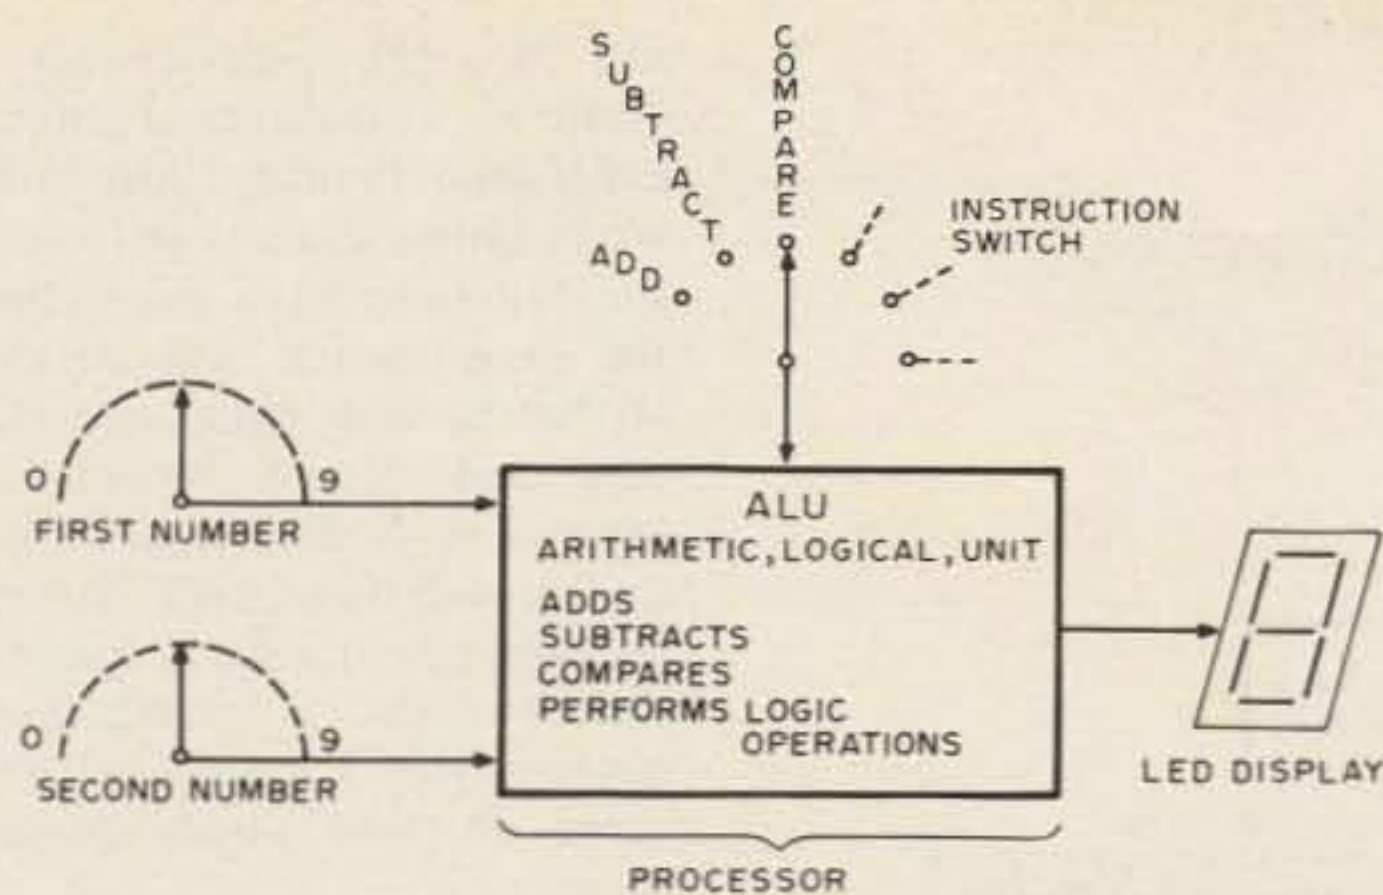 SUBTRACT
COMPARE
ADD
INSTRUCTION
SWITCH
0
9
FIRST NUMBER
ALU
ARITHMETIC, LOGICAL, UNIT
ADDS
SUBTRACTS
COMPARES
PERFORMS LOGIC
OPERATIONS
0
9
SECOND NUMBER
LED DISPLAY
PROCESSOR